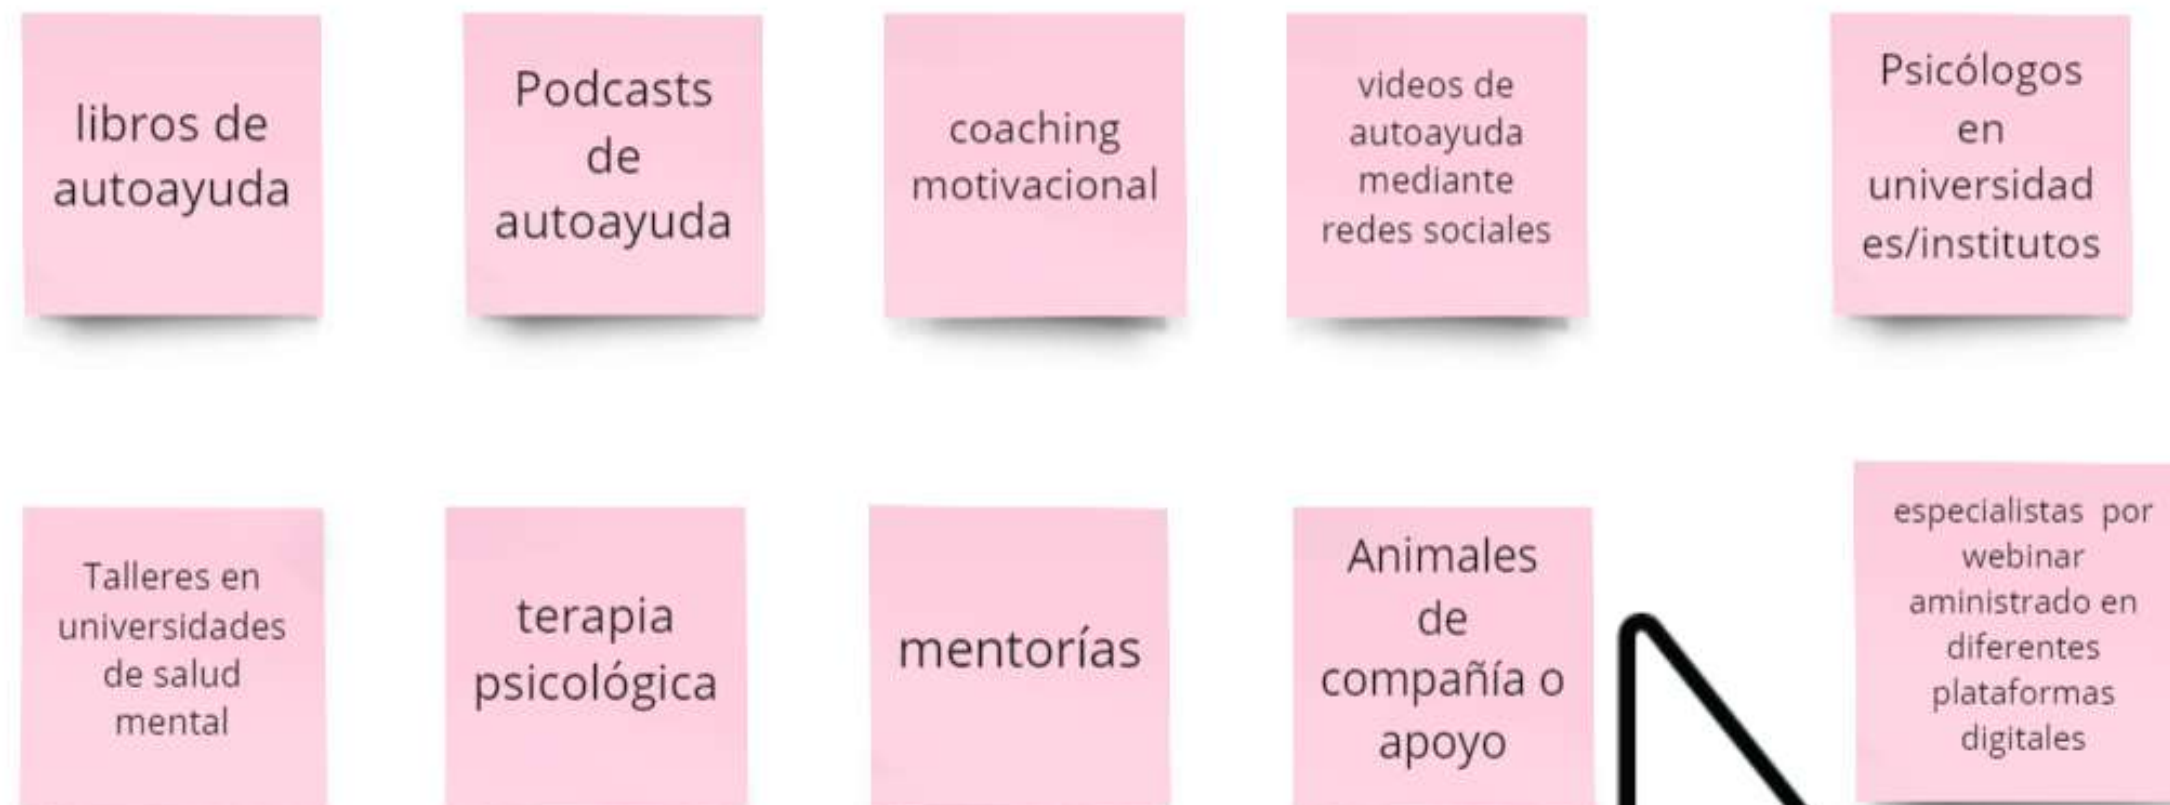 libros de
autoayuda
Podcasts
de
autoayuda
coaching
motivacional
videos de
autoayuda
mediante
redes sociales
Psicólogos
en
universidad
es/institutos
Talleres en
universidades
de salud
mental
terapia
psicológica
mentorías
Animales
de
compañía o
apoyo
especialistas por
webinar
aministrado en
diferentes
plataformas
digitales